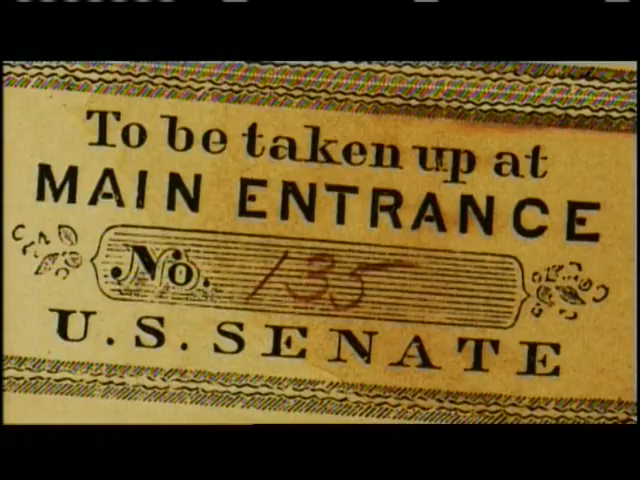 To be taken up at
MAIN ENTRANCE
No. 135
U.S. SENATE